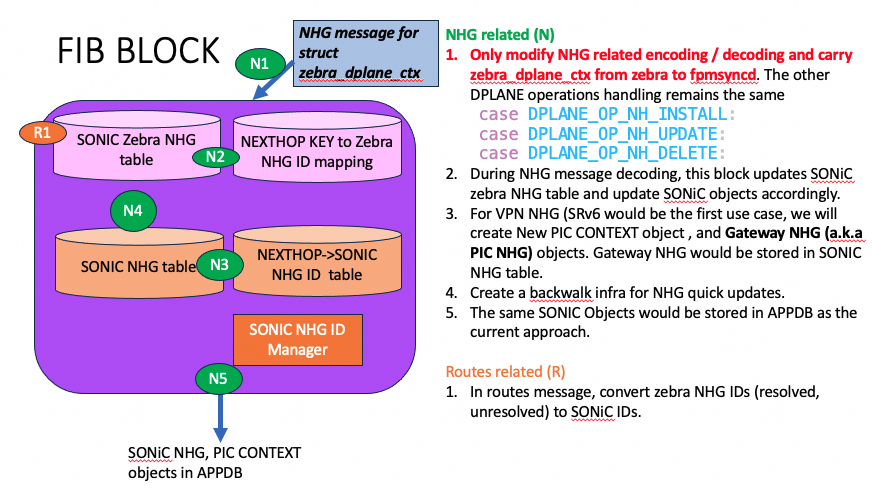 FIB BLOCK
NHG message for
struct
zebra_dplane_ctx
N1
R1
SONIC Zebra NHG
table
N2
NEXTHOP KEY to Zebra
NHG ID mapping
N4
SONIC NHG table
N3
NEXTHOP->SONIC
NHG ID table
SONIC NHG ID
Manager
N5
SONiC NHG, PIC CONTEXT
objects in APPDB
NHG related (N)
1. Only modify NHG related encoding / decoding and carry
zebra_dplane_ctx from zebra to fpmsyncd. The other
DPLANE operations handling remains the same
case DPLANE_OP_NH_INSTALL:
case DPLANE_OP_NH_UPDATE:
case DPLANE_OP_NH_DELETE:
2. During NHG message decoding, this block updates SONiC
zebra NHG table and update SONiC objects accordingly.
3. For VPN NHG (SRv6 would be the first use case, we will
create New PIC CONTEXT object , and Gateway NHG (a.k.a
PIC NHG) objects. Gateway NHG would be stored in SONIC
NHG table.
4. Create a backwalk infra for NHG quick updates.
5. The same SONIC Objects would be stored in APPDB as the
current approach.
Routes related (R)
1. In routes message, convert zebra NHG IDs (resolved,
unresolved) to SONiC IDs.